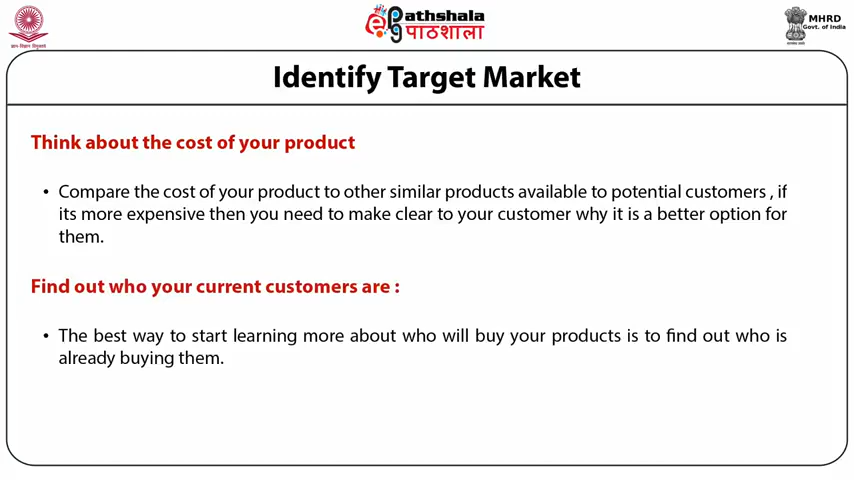 ePathshala
पाठशाला
MHRD
Govt. of India
Identify Target Market
Think about the cost of your product
• Compare the cost of your product to other similar products available to potential customers , if
its more expensive then you need to make clear to your customer why it is a better option for
them.
Find out who your current customers are :
• The best way to start learning more about who will buy your products is to find out who is
already buying them.